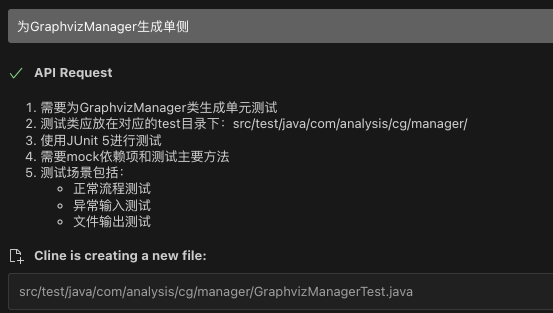 为GraphvizManager生成单侧
API Request
1. 需要为GraphvizManager类生成单元测试
2. 测试类应放在对应的test目录下：src/test/java/com/analysis/cg/manager/
3. 使用JUnit 5进行测试
4. 需要mock依赖项和测试主要方法
5. 测试场景包括：
正常流程测试
异常输入测试
文件输出测试
Cline is creating a new file:
src/test/java/com/analysis/cg/manager/GraphvizManagerTest.java